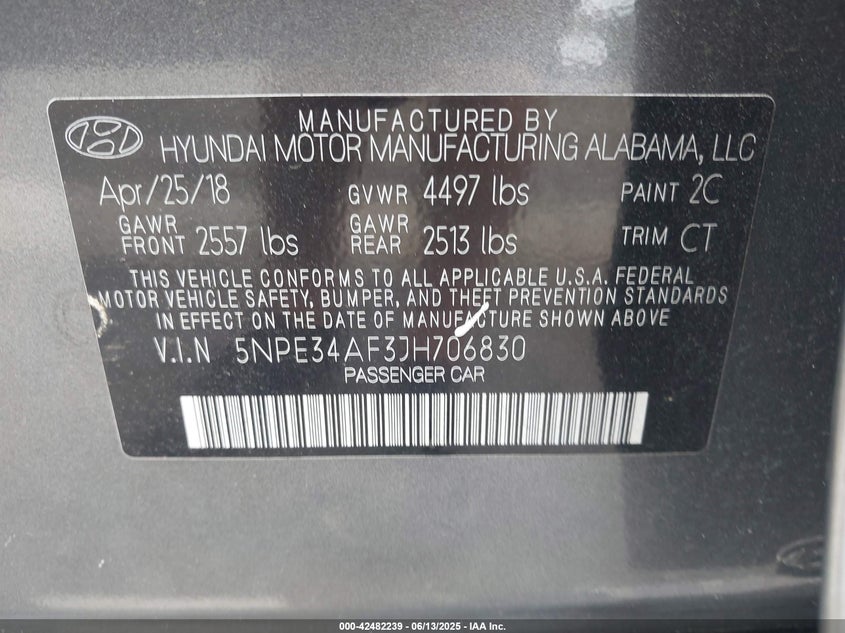 MANUFACTURED BY
HYUNDAI MOTOR MANUFACTURING ALABAMA, LLC
Apr/25/18 GVWR 4497 lbs PAINT 2C
GAWR FRONT 2557 lbs GAWR REAR 2513 lbs TRIM CT
THIS VEHICLE CONFORMS TO ALL APPLICABLE U.S.A. FEDERAL
MOTOR VEHICLE SAFETY, BUMPER, AND THEFT PREVENTION STANDARDS
IN EFFECT ON THE DATE OF MANUFACTURE SHOWN ABOVE
V.I.N 5NPE34AF3JH706830
PASSENGER CAR
000-42482239 - 06/13/2025 - IAA Inc.